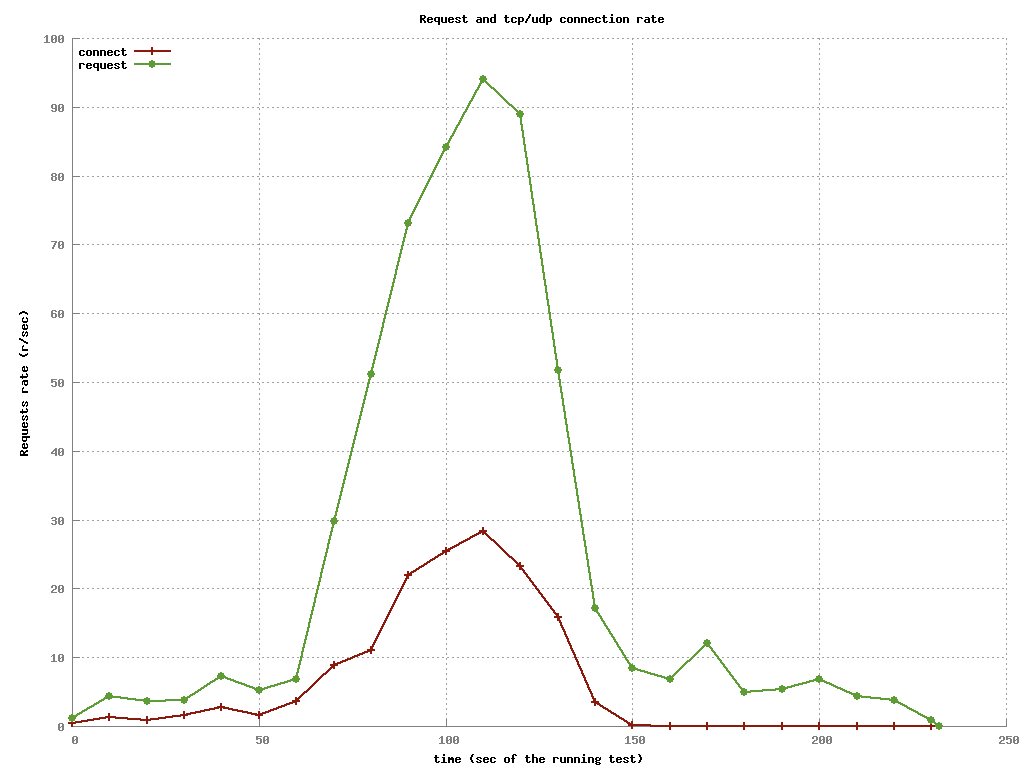 Request and tcp/udp connection rate
100
connect
request
90
80
70
60
50
40
30
20
10
0
Requests rate (r/sec)
0 50 100 150 200 250
time (sec of the running test)